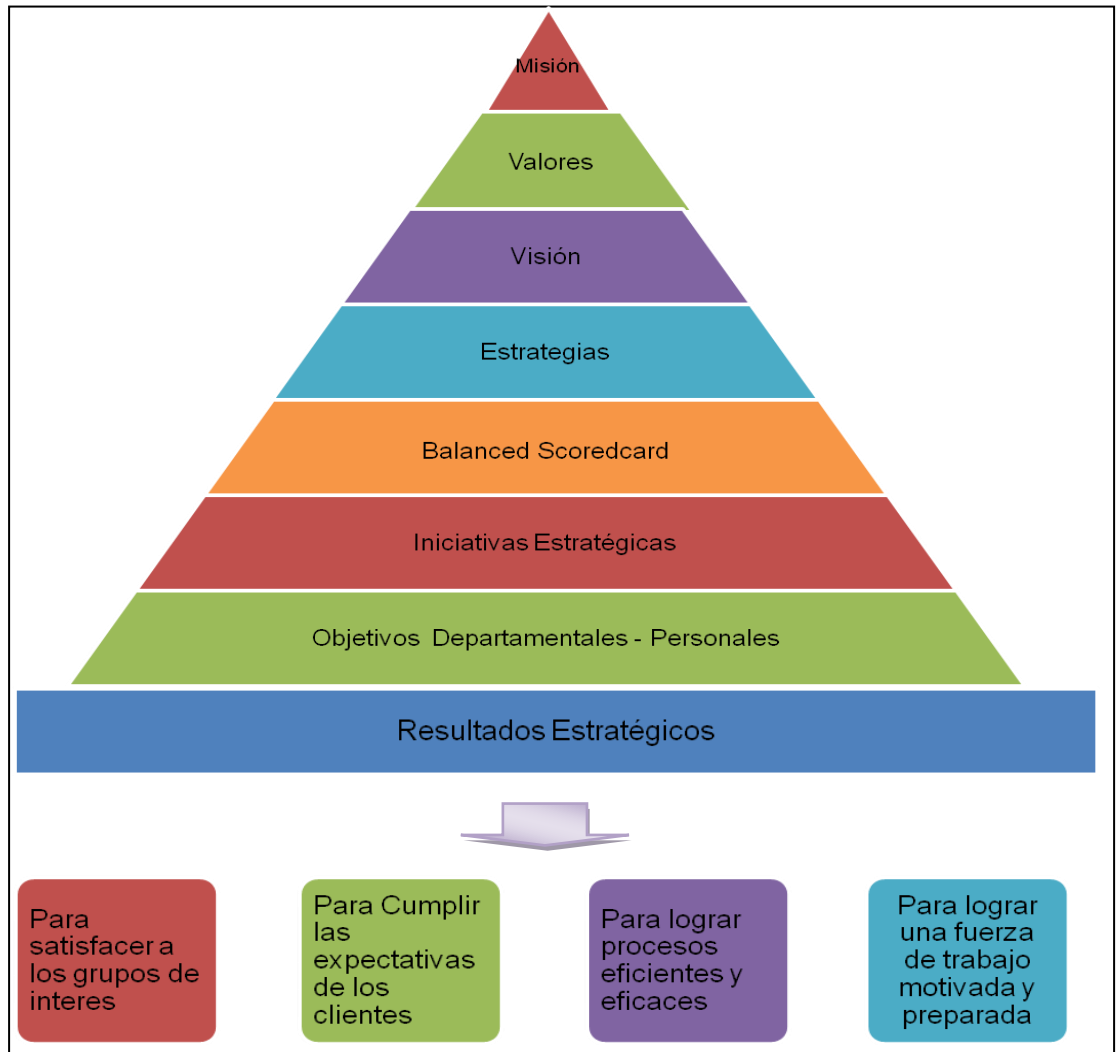 Misión
Valores
Visión
Estrategias
Balanced Scoredcard
Iniciativas Estratégicas
Objetivos Departamentales - Personales
Resultados Estratégicos
Para
satisfacer a
los grupos de
interes
Para Cumplir
las
expectativas
de los
clientes
Para lograr
procesos
eficientes y
eficaces
Para lograr
una fuerza
de trabajo
motivada y
preparada